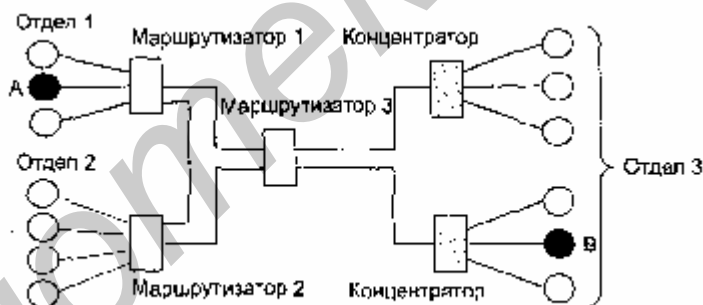 Отдел 1
Маршрутизатор 1
Концентратор
А
Маршрутизатор 3
Отдел 2
Отдел 3
В
Маршрутизатор 2
Концентратор